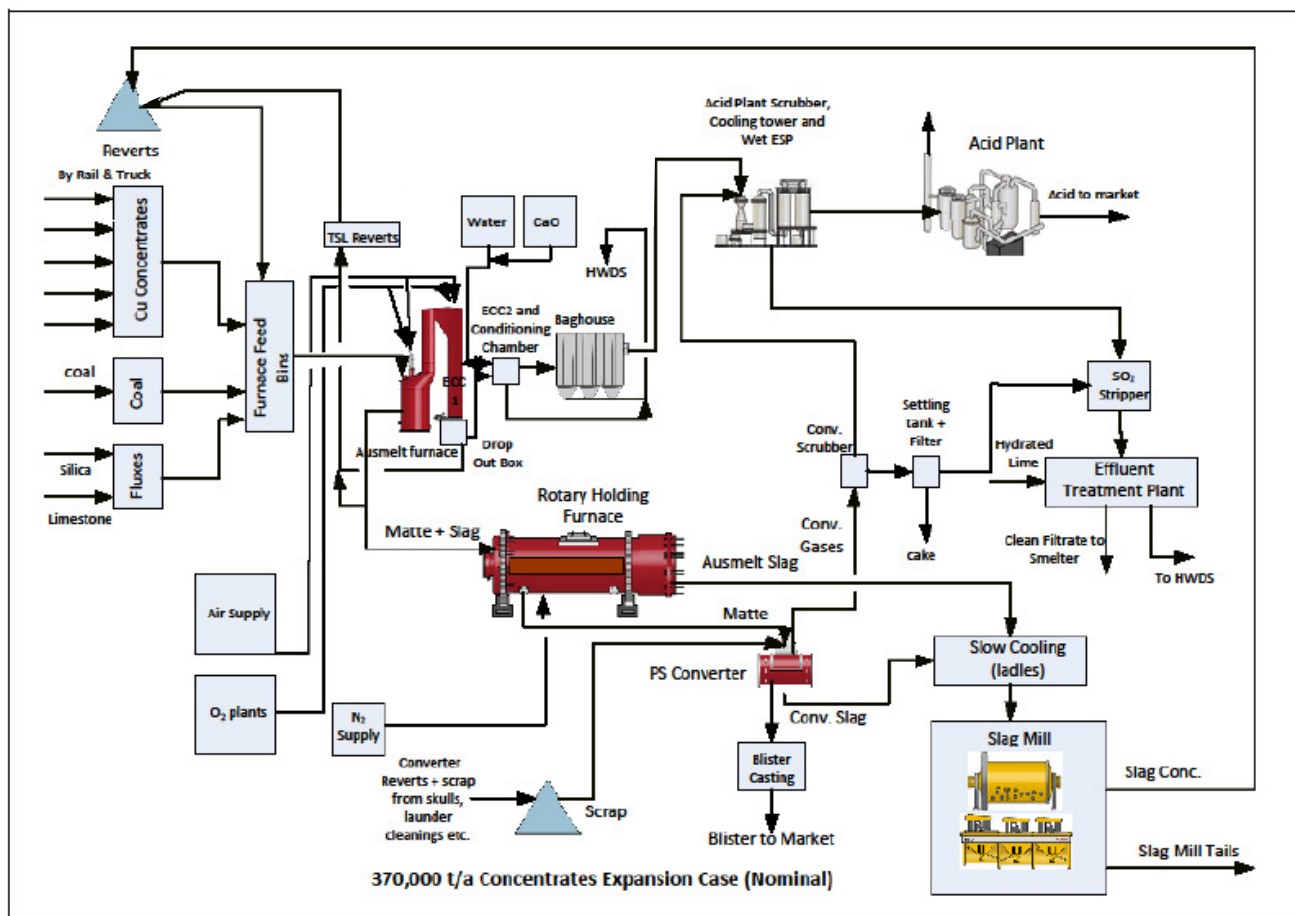 Reverts
By Rail & Truck
Cu Concentrates
coal
Coal
Silica
Limestone
Fluxes
Furnace Feed
Bins
TSL Reverts
Water
CaO
HWDS
ECC2 and
Conditioning
Chamber
Baghouse
ECC
1
Ausmelt furnace
Drop
Out Box
Acid Plant Scrubber,
Cooling tower and
Wet ESP
Acid Plant
Acid to market
SO₂
Stripper
Settling
tank +
Filter
Conv.
Scrubber
Hydrated
Lime
Effluent
Treatment Plant
Clean Filtrate to
Smelter
To HWDS
cake
Conv.
Gases
Rotary Holding
Furnace
Matte + Slag
Ausmelt Slag
Matte
Air Supply
O₂ plants
N₂
Supply
PS Converter
Conv. Slag
Slow Cooling
(ladles)
Slag Mill
Slag Conc.
Slag Mill Tails
Blister
Casting
Blister to Market
Converter
Reverts + scrap
from skulls,
launder
cleanings etc.
Scrap
370,000 t/a Concentrates Expansion Case (Nominal)